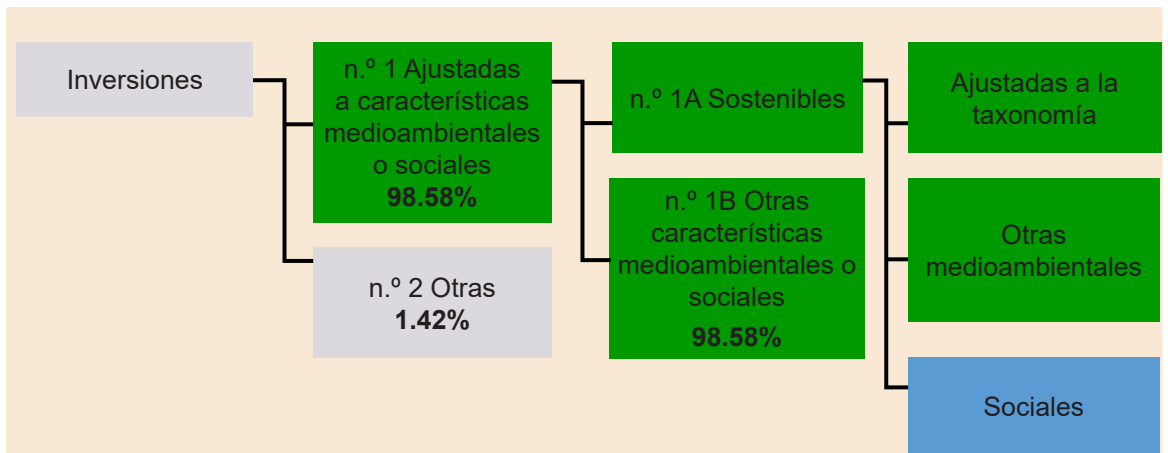 Inversiones
n.º 1 Ajustadas
a características
medioambientales
o sociales
98.58%
n.º 2 Otras
1.42%
n.º 1A Sostenibles
n.º 1B Otras
características
medioambientales o
sociales
98.58%
Ajustadas a la
taxonomía
Otras
medioambientales
Sociales